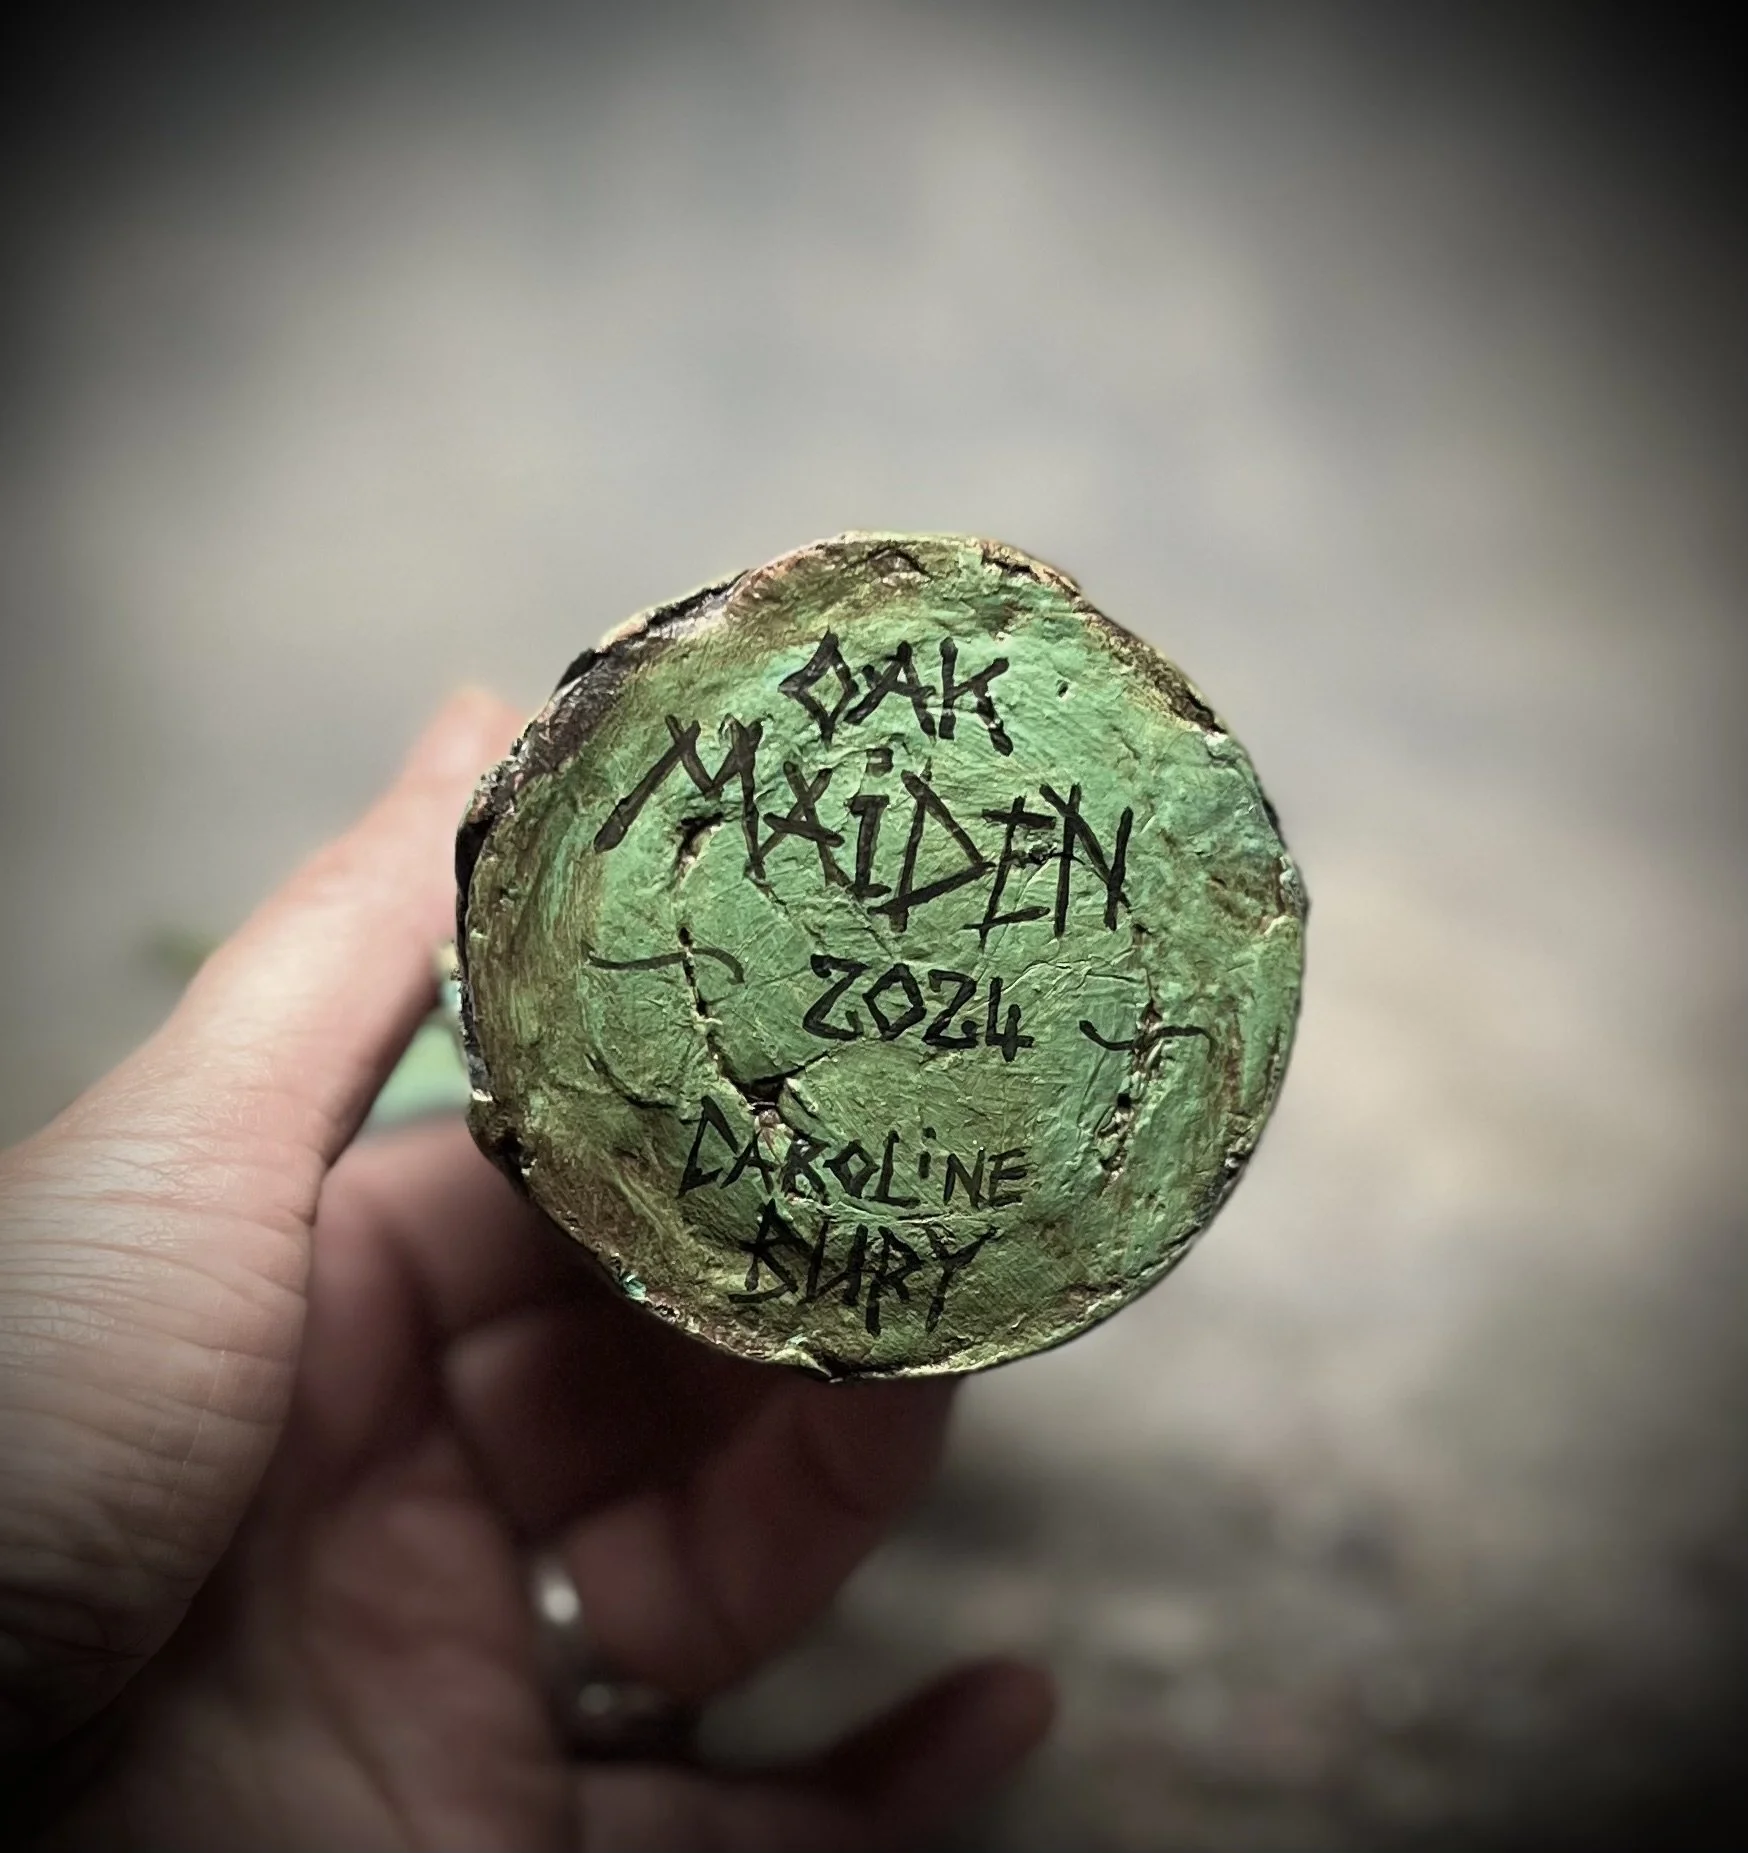 OAK
MAiDEN
2024
CAROLiNE
BURY